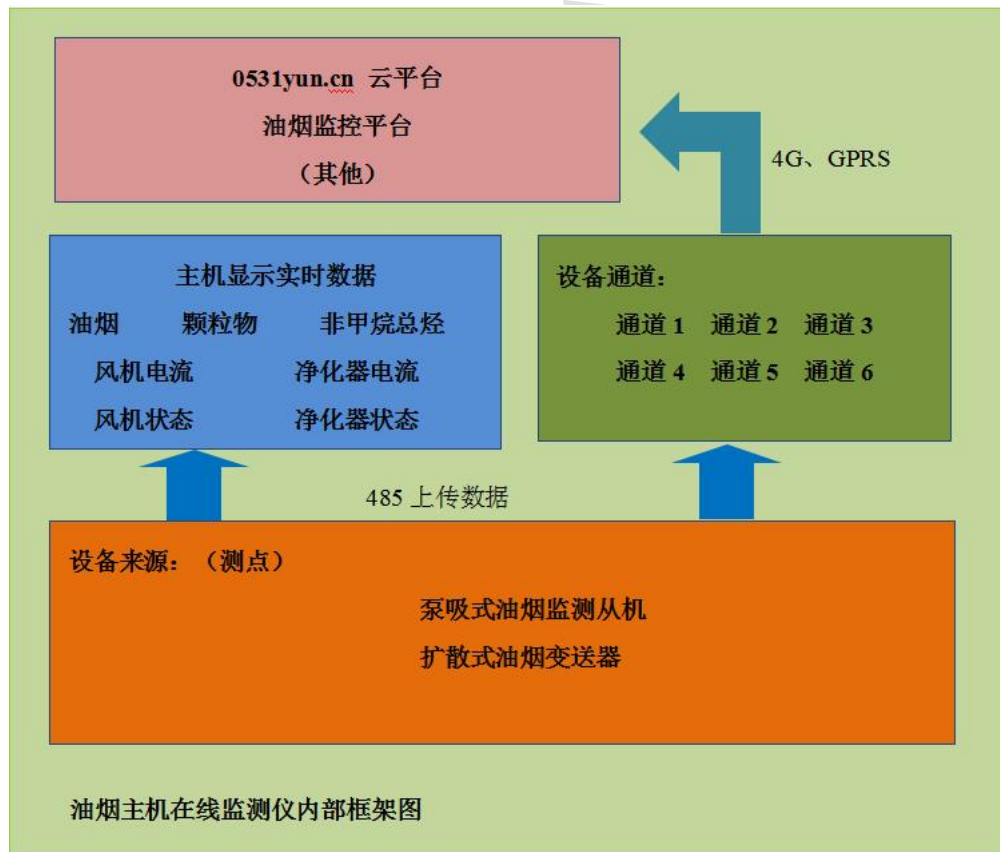 0531yun.cn 云平台
油烟监控平台
（其他）
4G、GPRS
主机显示实时数据
油烟 颗粒物 非甲烷总烃
风机电流 净化器电流
风机状态 净化器状态
设备通道：
通道 1 通道 2 通道 3
通道 4 通道 5 通道 6
485 上传数据
设备来源：（测点）
泵吸式油烟监测从机
扩散式油烟变送器
油烟主机在线监测仪内部框架图